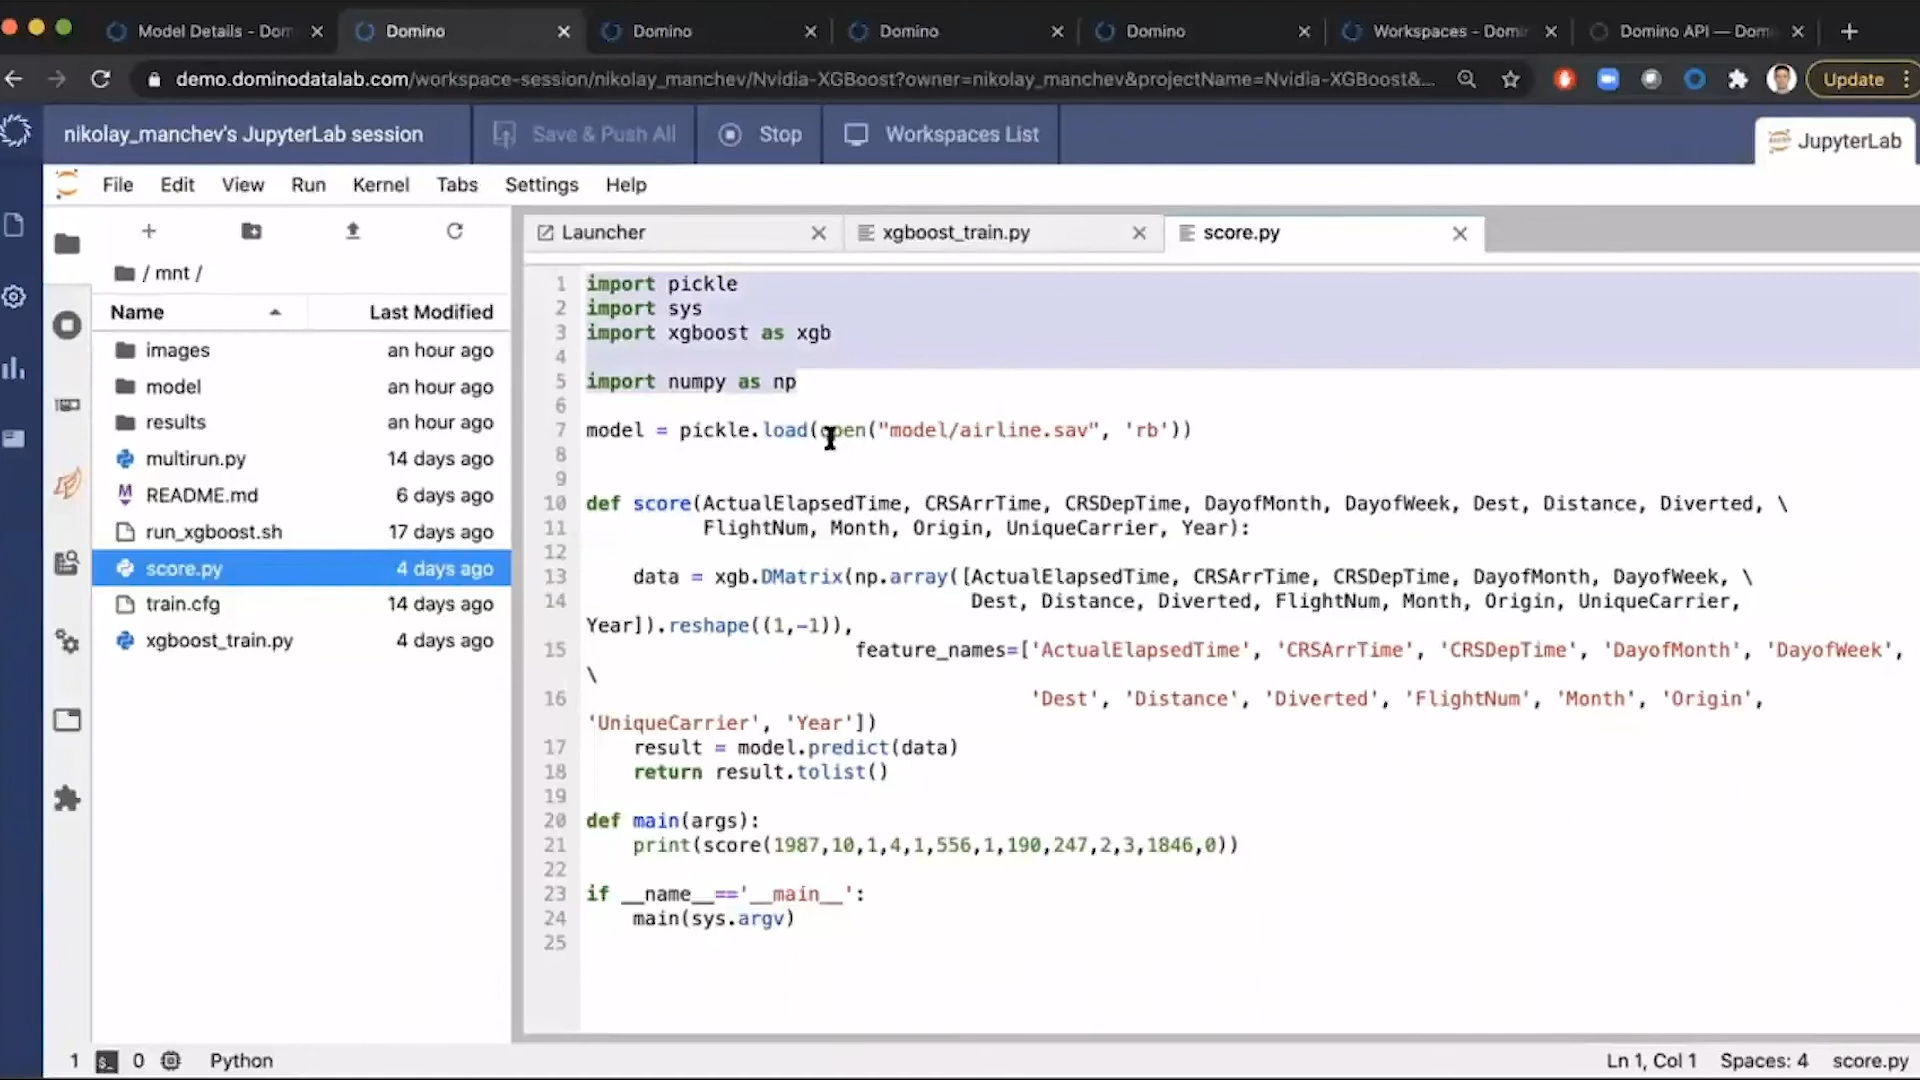 Model Details - Dom
Domino
Domino
Domino
Domino
Workspaces - Domi
Domino API — Dom
demo.dominodatalab.com/workspace-session/nikolay_manchev/Nvidia-XGBoost?owner=nikolay_manchev&projectName=Nvidia-XGBoost&...
Update
nikolay_manchev's JupyterLab session
Save & Push All
Stop
Workspaces List
JupyterLab
File Edit View Run Kernel Tabs Settings Help
/ mnt /
Name Last Modified
images an hour ago
model an hour ago
results an hour ago
multirun.py 14 days ago
README.md 6 days ago
run_xgboost.sh 17 days ago
score.py 4 days ago
train.cfg 14 days ago
xgboost_train.py 4 days ago
Launcher
xgboost_train.py
score.py
1 import pickle
2 import sys
3 import xgboost as xgb
4
5 import numpy as np
6
7 model = pickle.load(open("model/airline.sav", 'rb'))
8
9
10 def score(ActualElapsedTime, CRSArrTime, CRSDepTime, DayofMonth, DayofWeek, Dest, Distance, Diverted, \
11 FlightNum, Month, Origin, UniqueCarrier, Year):
12
13 data = xgb.DMatrix(np.array([ActualElapsedTime, CRSArrTime, CRSDepTime, DayofMonth, DayofWeek, \
14 Dest, Distance, Diverted, FlightNum, Month, Origin, UniqueCarrier,
Year]).reshape((1,-1)),
15 feature_names=['ActualElapsedTime', 'CRSArrTime', 'CRSDepTime', 'DayofMonth', 'DayofWeek',
\
16 'Dest', 'Distance', 'Diverted', 'FlightNum', 'Month', 'Origin',
'UniqueCarrier', 'Year'])
17 result = model.predict(data)
18 return result.tolist()
19
20 def main(args):
21 print(score(1987,10,1,4,1,556,1,190,247,2,3,1846,0))
22
23 if __name__=='__main__':
24 main(sys.argv)
25
1 0 Python
Ln 1, Col 1 Spaces: 4 score.py